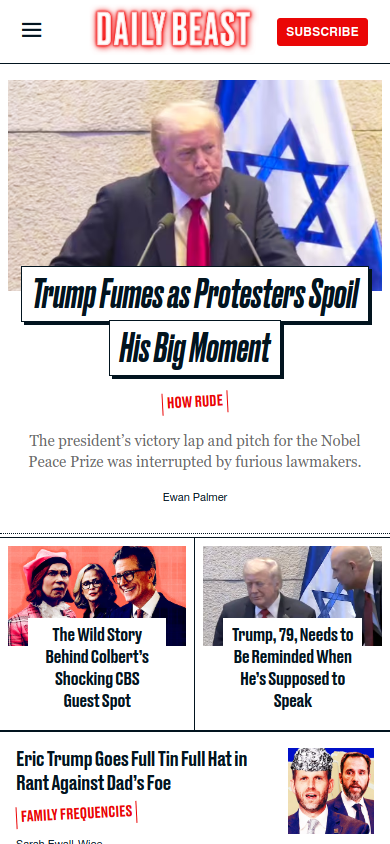 DAILY BEAST
SUBSCRIBE
Trump Fumes as Protesters Spoil
His Big Moment
HOW RUDE
The president’s victory lap and pitch for the Nobel
Peace Prize was interrupted by furious lawmakers.
Ewan Palmer
The Wild Story
Behind Colbert’s
Shocking CBS
Guest Spot
Trump, 79, Needs to
Be Reminded When
He’s Supposed to
Speak
Eric Trump Goes Full Tin Full Hat in
Rant Against Dad’s Foe
FAMILY FREQUENCIES